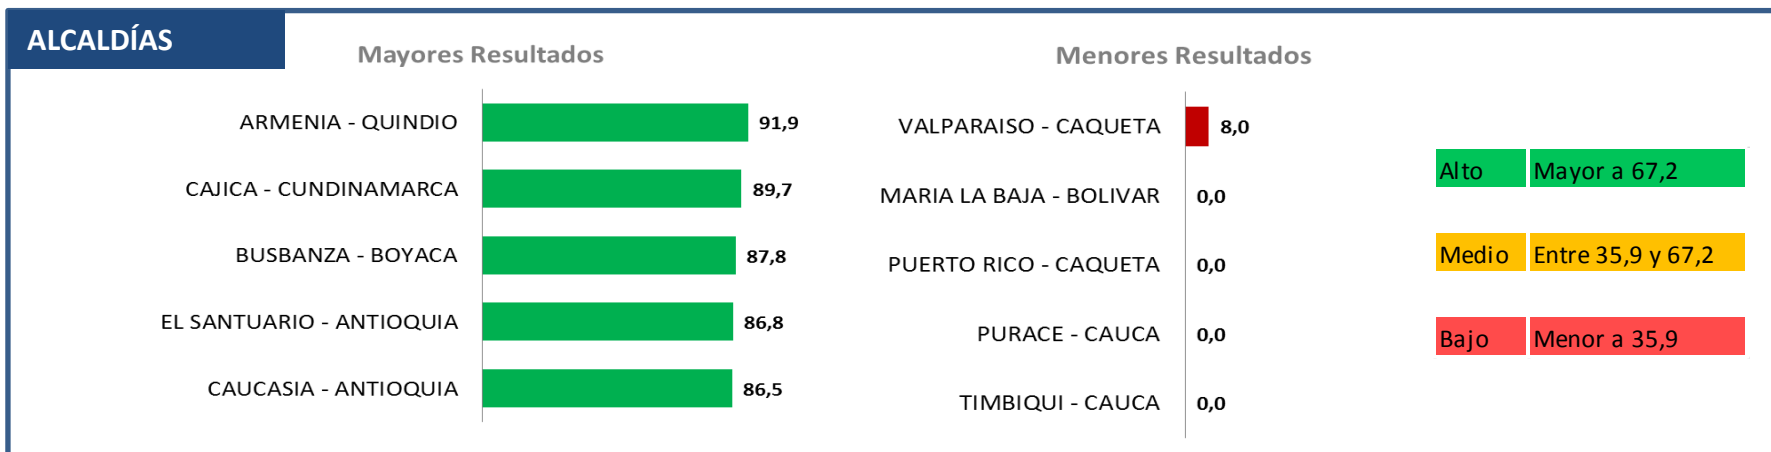 ALCALDÍAS
Mayores Resultados
ARMENIA - QUINDIO 91,9
CAJICA - CUNDINAMARCA 89,7
BUSBANZA - BOYACA 87,8
EL SANTUARIO - ANTIOQUIA 86,8
CAUCASIA - ANTIOQUIA 86,5
Menores Resultados
VALPARAISO - CAQUETA 8,0
MARIA LA BAJA - BOLIVAR 0,0
PUERTO RICO - CAQUETA 0,0
PURACE - CAUCA 0,0
TIMBIQUI - CAUCA 0,0
Alto Mayor a 67,2
Medio Entre 35,9 y 67,2
Bajo Menor a 35,9